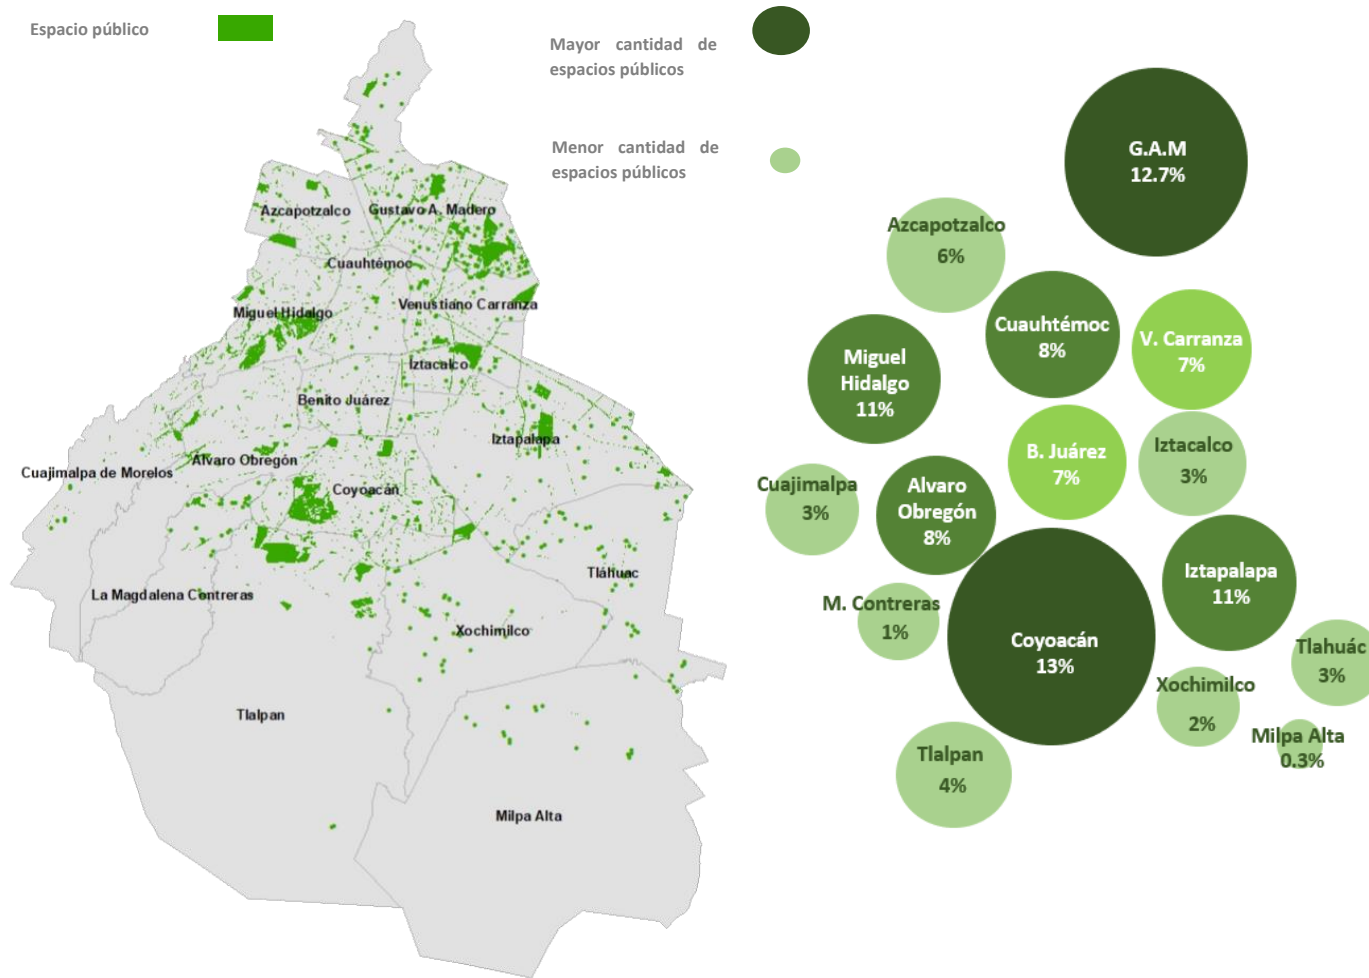 Espacio público
Mayor cantidad de
espacios públicos
Menor cantidad de
espacios públicos
Azcapotzalco
Gustavo A. Madero
Cuauhtémoc
Venustiano Carranza
Miguel Hidalgo
Iztacalco
Benito Juárez
Iztapalapa
Alvaro Obregón
Cuajimalpa de Morelos
Coyoacán
Tláhuac
La Magdalena Contreras
Xochimilco
Tlalpan
Milpa Alta
G.A.M
12.7%
Azcapotzalco
6%
Cuauhtémoc
8%
V. Carranza
7%
Miguel
Hidalgo
11%
B. Juárez
7%
Iztacalco
3%
Cuajimalpa
3%
Alvaro
Obregón
8%
Iztapalapa
11%
M. Contreras
1%
Coyoacán
13%
Tlahuác
3%
Xochimilco
2%
Milpa Alta
0.3%
Tlalpan
4%